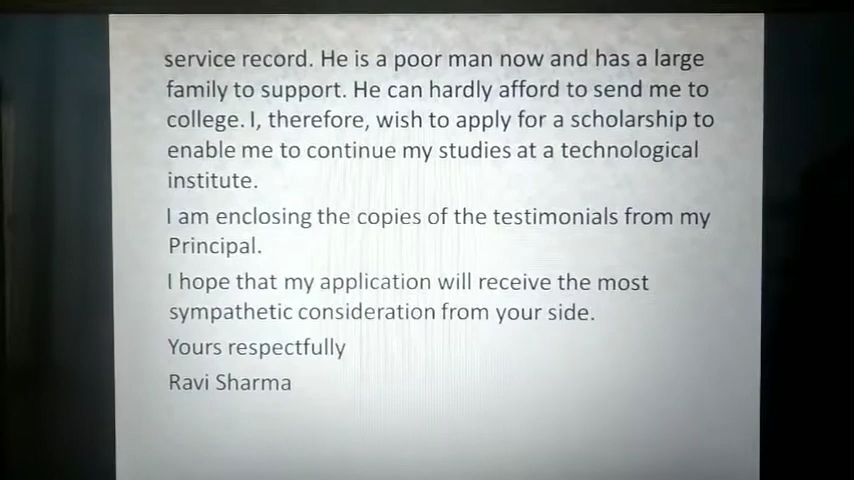 service record. He is a poor man now and has a large
family to support. He can hardly afford to send me to
college. I, therefore, wish to apply for a scholarship to
enable me to continue my studies at a technological
institute.
I am enclosing the copies of the testimonials from my
Principal.
I hope that my application will receive the most
sympathetic consideration from your side.
Yours respectfully
Ravi Sharma